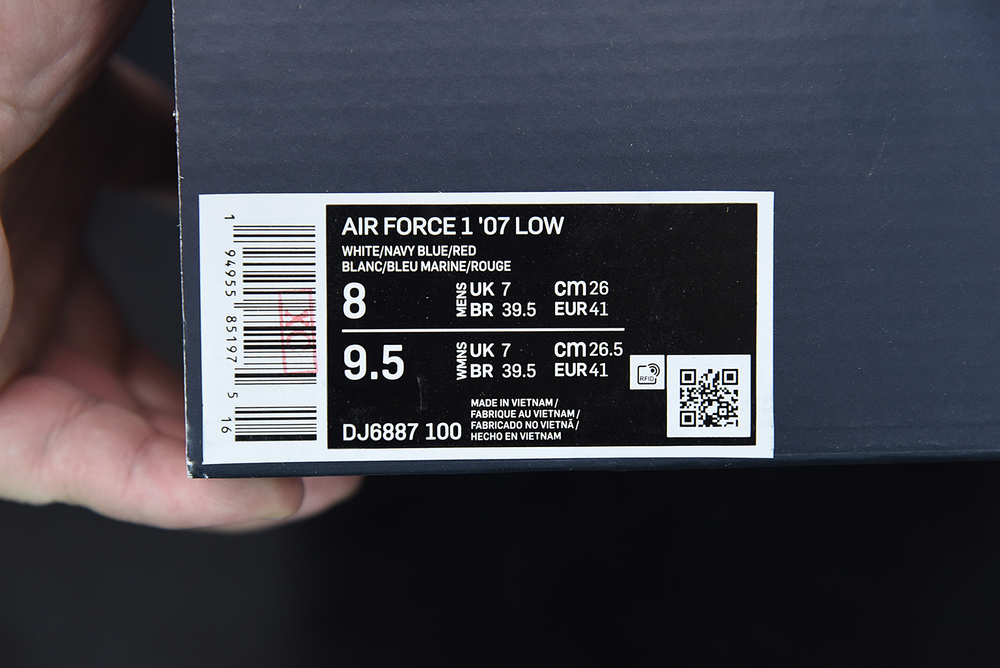 AIR FORCE 1 '07 LOW
WHITE/NAVY BLUE/RED
BLANC/BLEU MARINE/ROUGE
8
MENS
UK 7 cm 26
BR 39.5 EUR 41
9.5
WMNS
UK 7 cm 26.5
BR 39.5 EUR 41
RFID
MADE IN VIETNAM /
FABRIQUE AU VIETNAM /
FABRICADO NO VIETNÃ /
HECHO EN VIETNAM
DJ6887 100
1 94955 85197 5 16